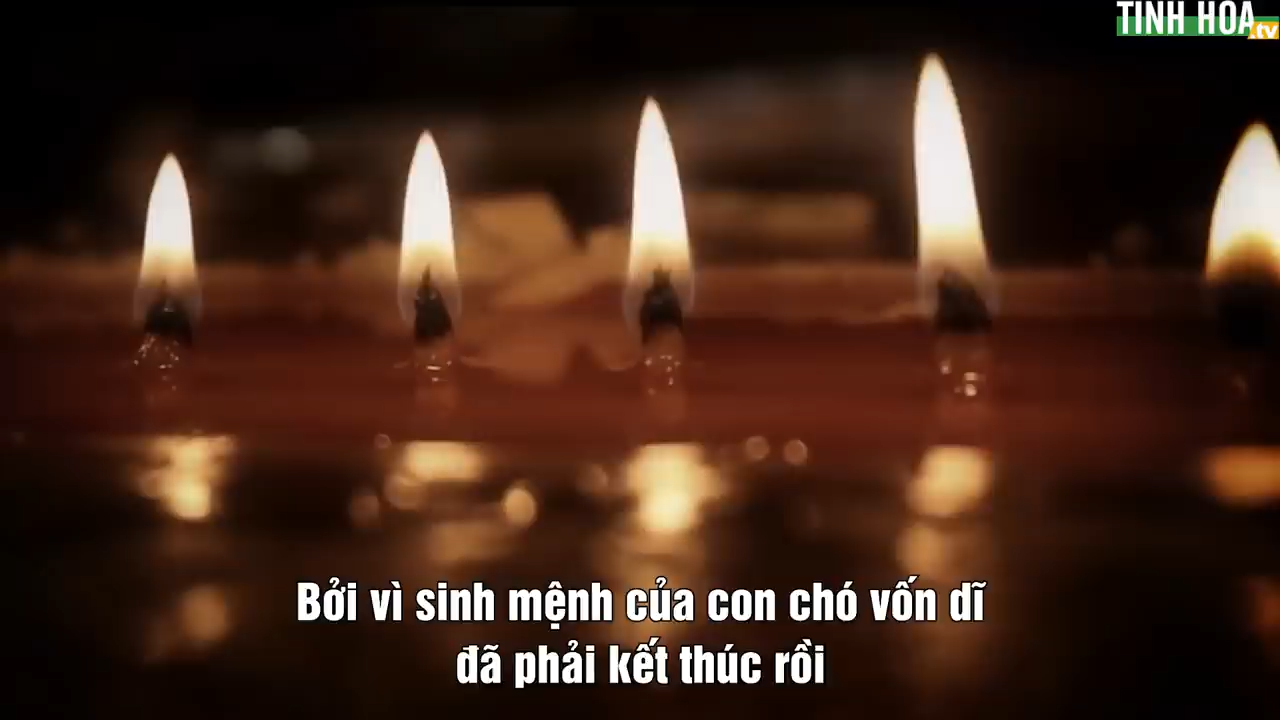 TINH HOA
.tv
Bởi vì sinh mệnh của con chó vốn dĩ
đã phải kết thúc rồi